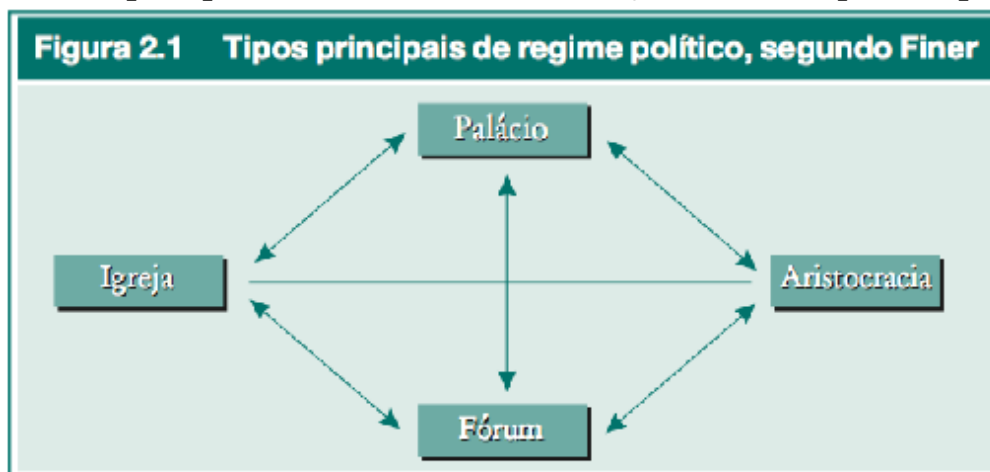 Figura 2.1 Tipos principais de regime político, segundo Finer
Palácio
Igreja
Aristocracia
Fórum